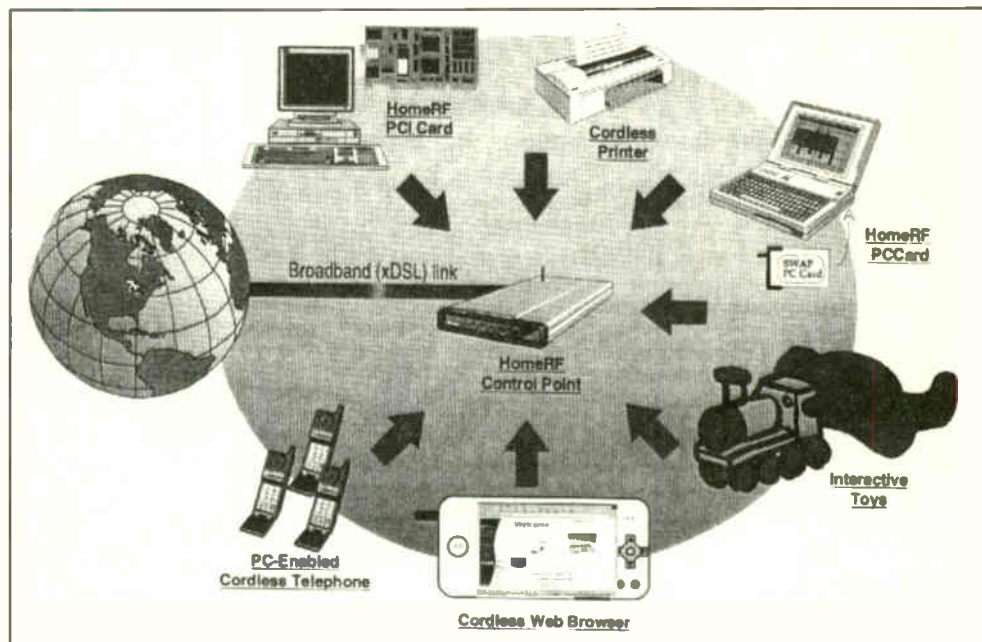 HomeRF
PCI Card
Cordless
Printer
HomeRF
PCCard
SWAP
PC Card
Broadband (xDSL) link
HomeRF
Control Point
Interactive
Toys
PC-Enabled
Cordless Telephone
Welcome
Cordless Web Browser